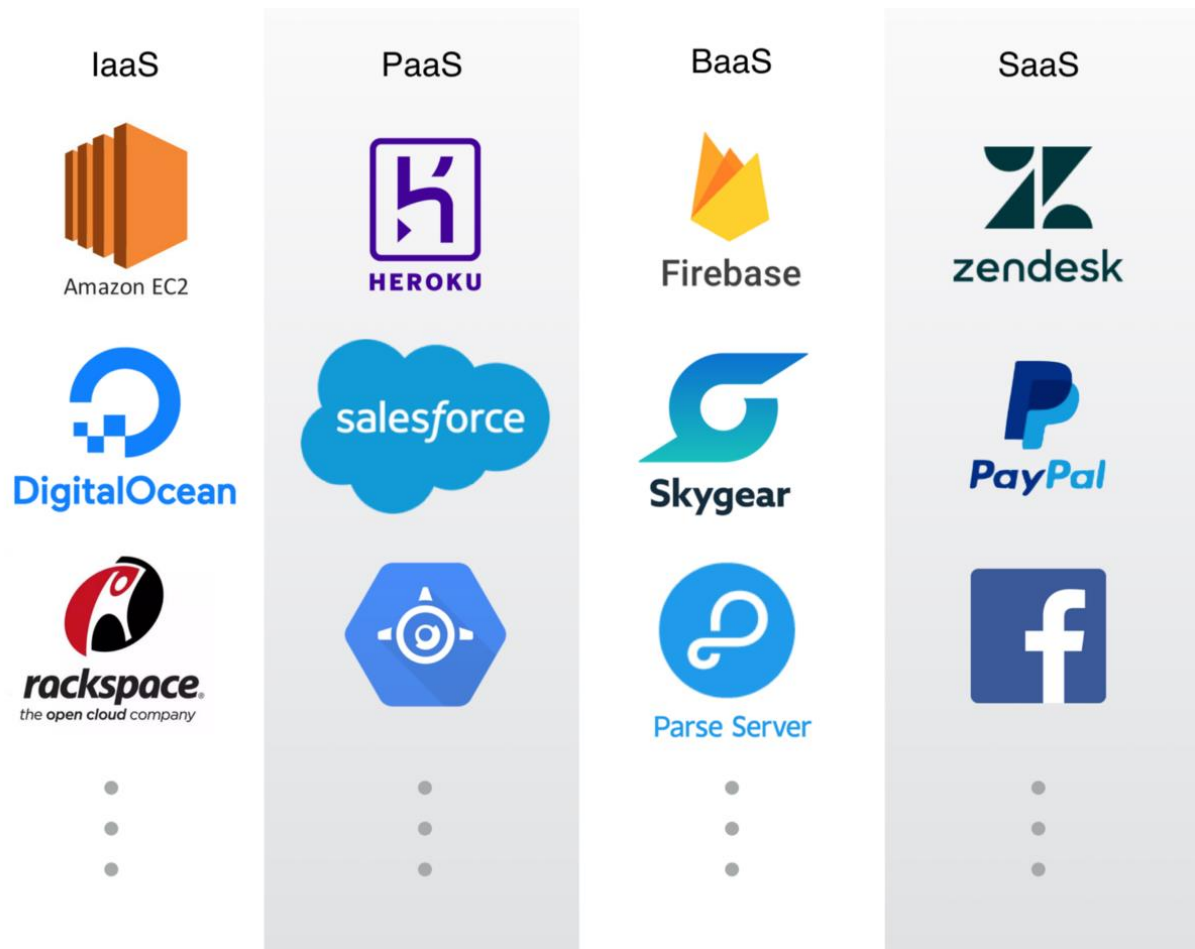 IaaS
PaaS
BaaS
SaaS
Amazon EC2
HEROKU
Firebase
zendesk
DigitalOcean
salesforce
Skygear
PayPal
rackspace®
the open cloud company
Parse Server
f